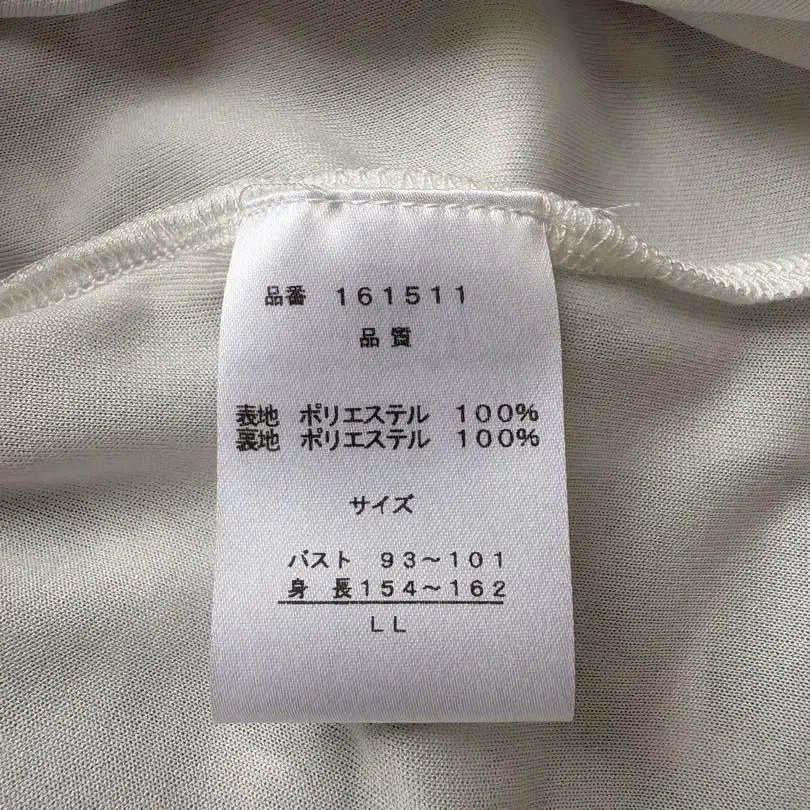 品番 161511
品質
表地 ポリエステル 100%
裏地 ポリエステル 100%
サイズ
バスト 93~101
身 長154~162
LL